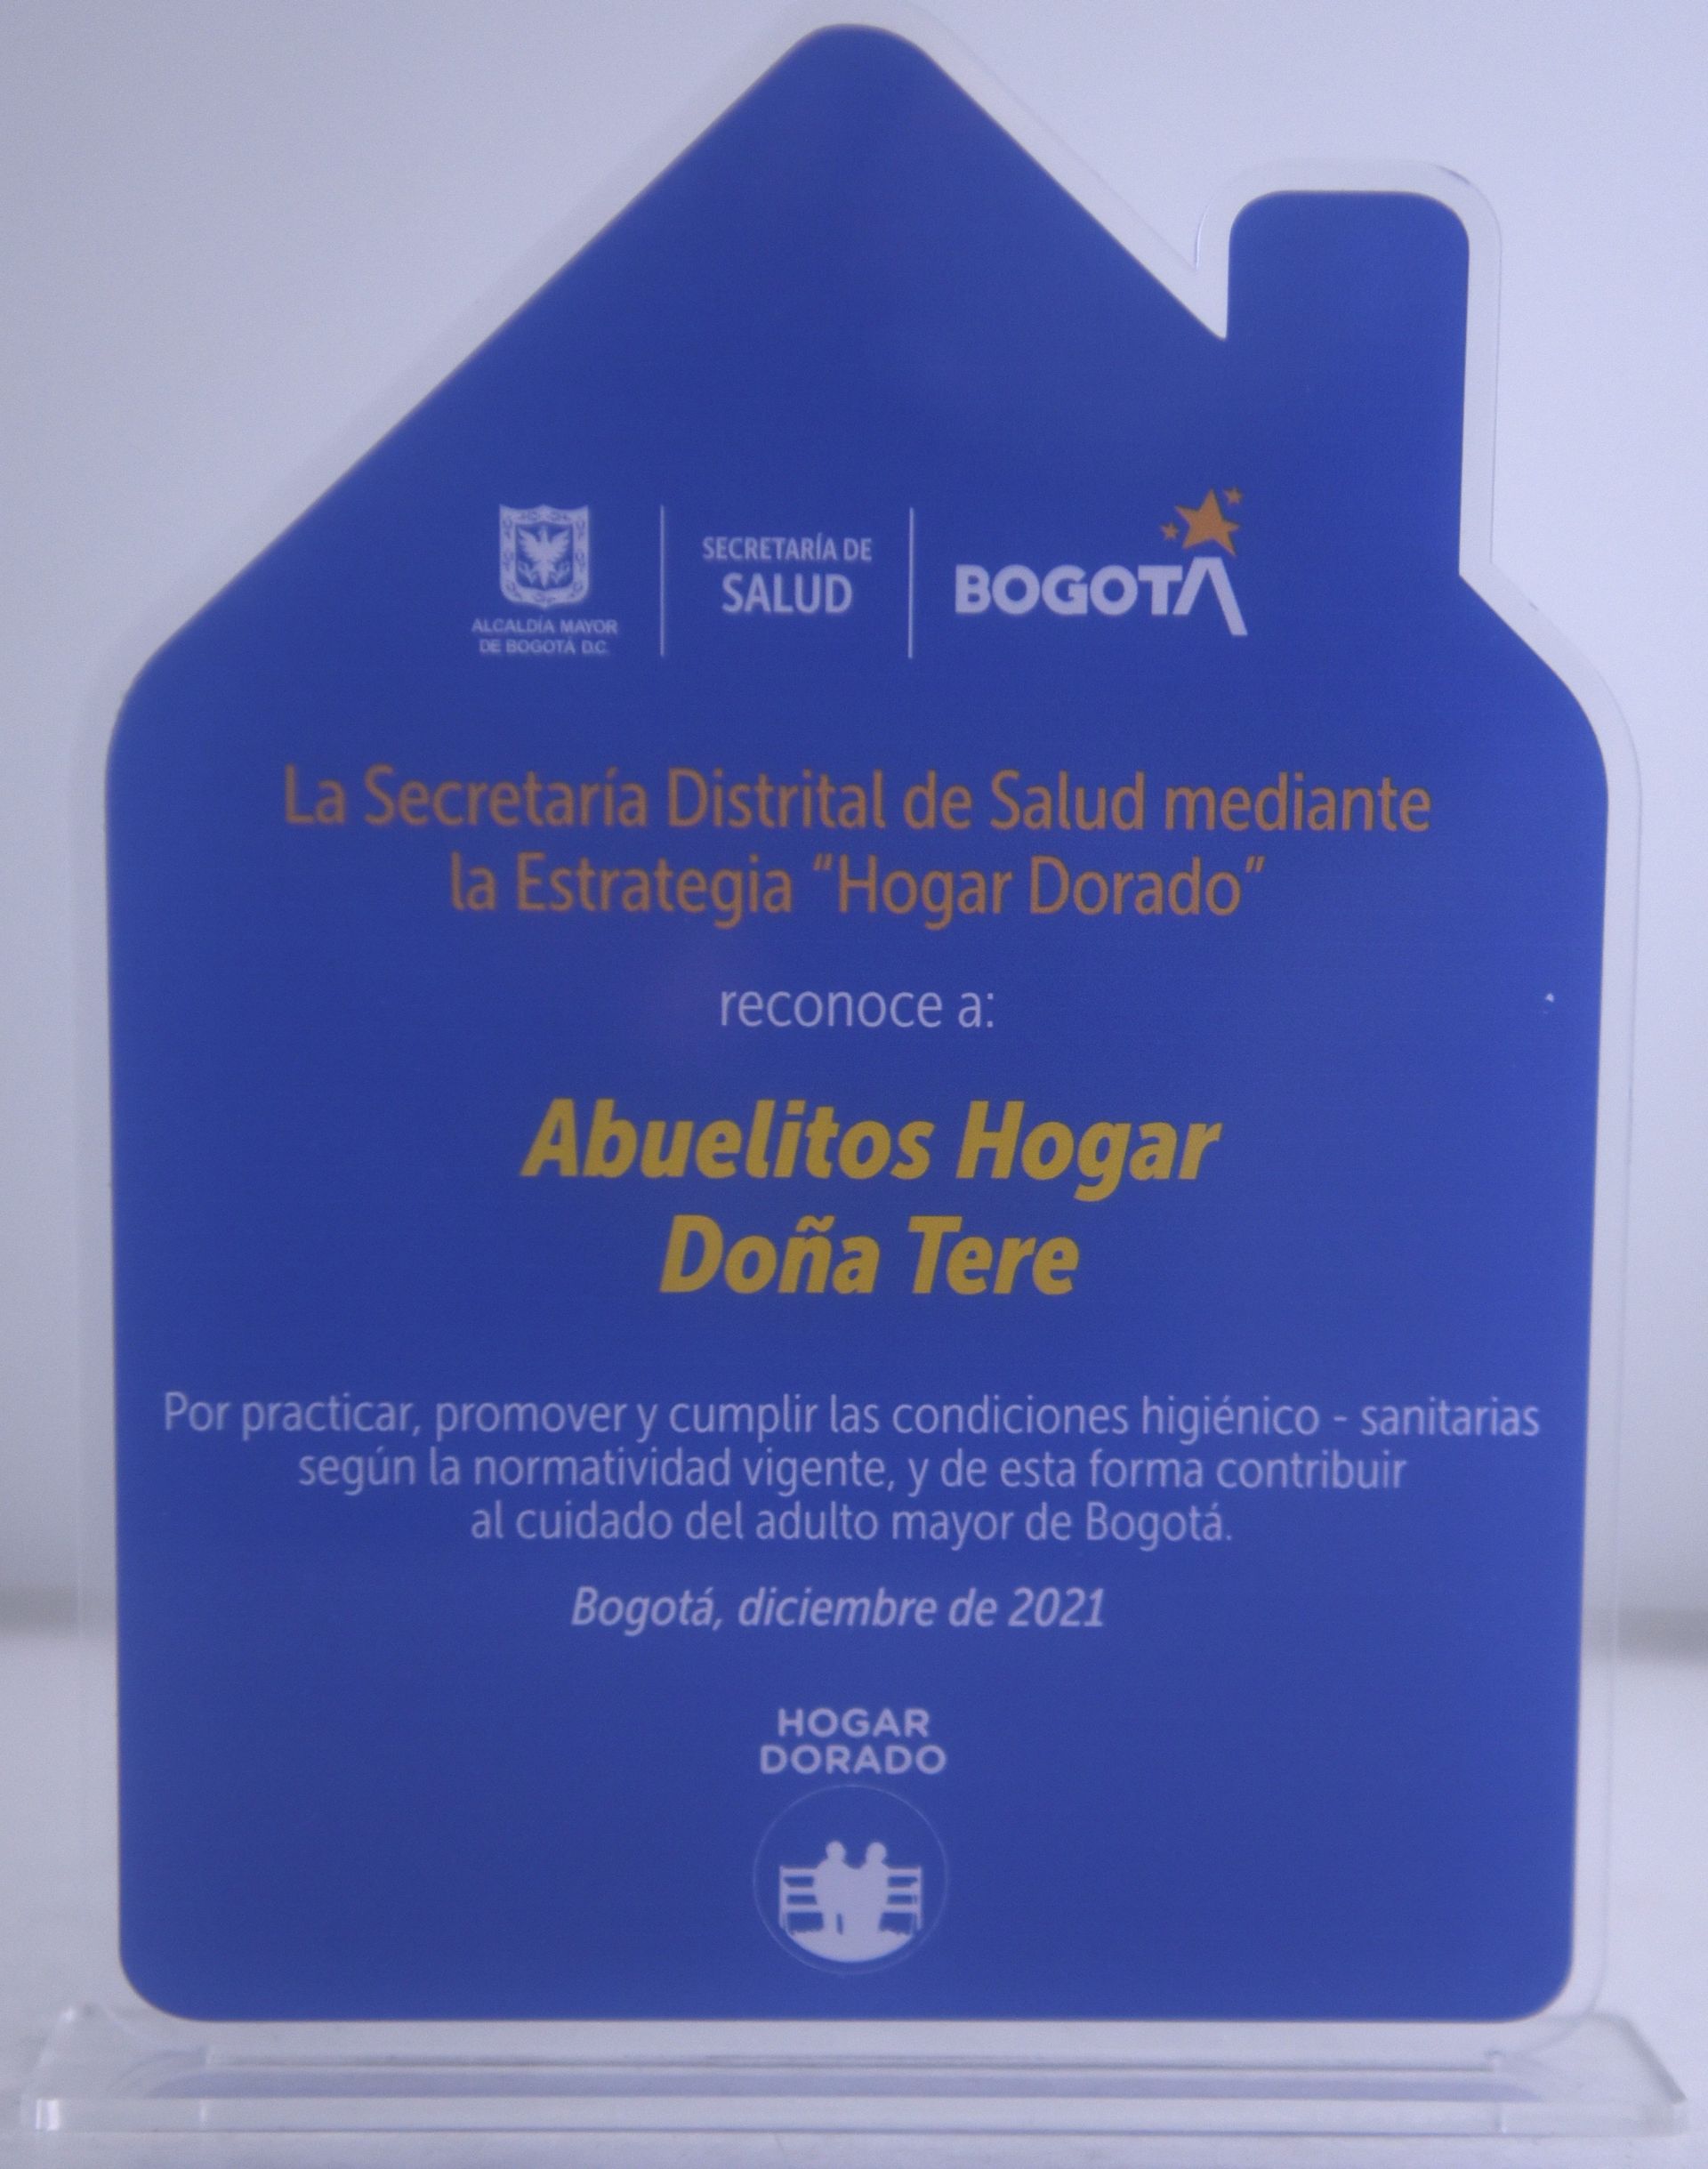 ALCALDÍA MAYOR
DE BOGOTÁ D.C.
SECRETARÍA DE
SALUD
BOGOTÁ
La Secretaría Distrital de Salud mediante
la Estrategia “Hogar Dorado”
reconoce a:
Abuelitos Hogar
Doña Tere
Por practicar, promover y cumplir las condiciones higiénico - sanitarias
según la normatividad vigente, y de esta forma contribuir
al cuidado del adulto mayor de Bogotá.
Bogotá, diciembre de 2021
HOGAR
DORADO